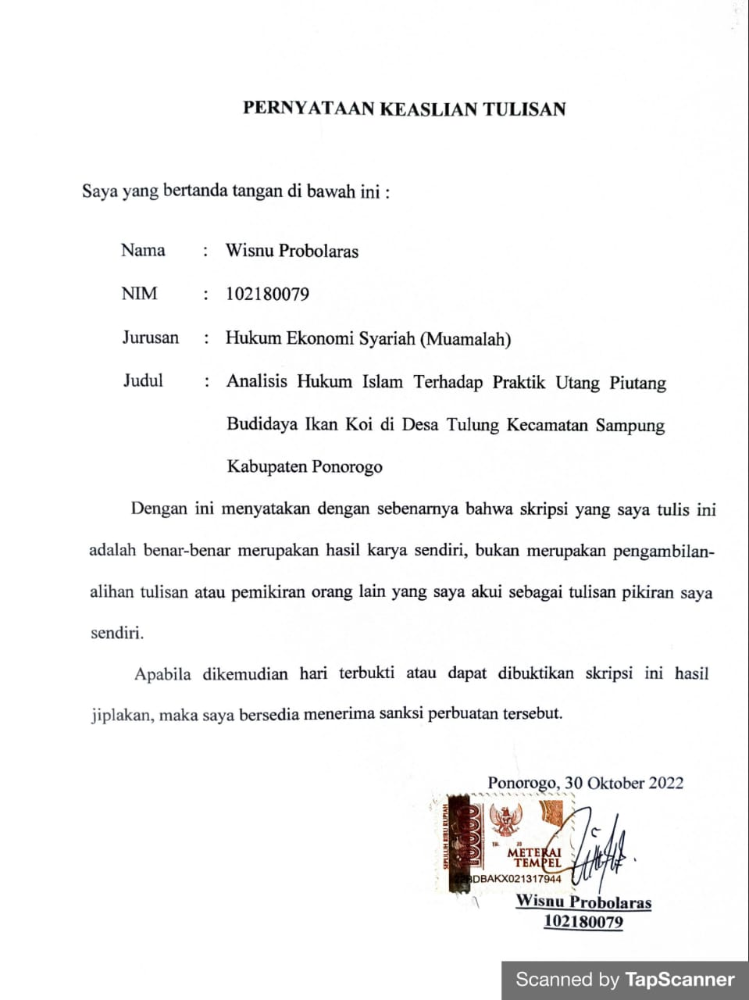 PERNYATAAN KEASLIAN TULISAN
Saya yang bertanda tangan di bawah ini :
Nama : Wisnu Probolaras
NIM : 102180079
Jurusan : Hukum Ekonomi Syariah (Muamalah)
Judul : Analisis Hukum Islam Terhadap Praktik Utang Piutang
Budidaya Ikan Koi di Desa Tulung Kecamatan Sampung
Kabupaten Ponorogo
Dengan ini menyatakan dengan sebenarnya bahwa skripsi yang saya tulis ini
adalah benar-benar merupakan hasil karya sendiri, bukan merupakan pengambilan-
alihan tulisan atau pemikiran orang lain yang saya akui sebagai tulisan pikiran saya
sendiri.
Apabila dikemudian hari terbukti atau dapat dibuktikan skripsi ini hasil
jiplakan, maka saya bersedia menerima sanksi perbuatan tersebut.
Ponorogo, 30 Oktober 2022
SEPULUH RIBU RUPIAH
10000
TGL. 20
METERAI
TEMPEL
DBAKX021317944
Wisnu Probolaras
102180079
Scanned by TapScanner